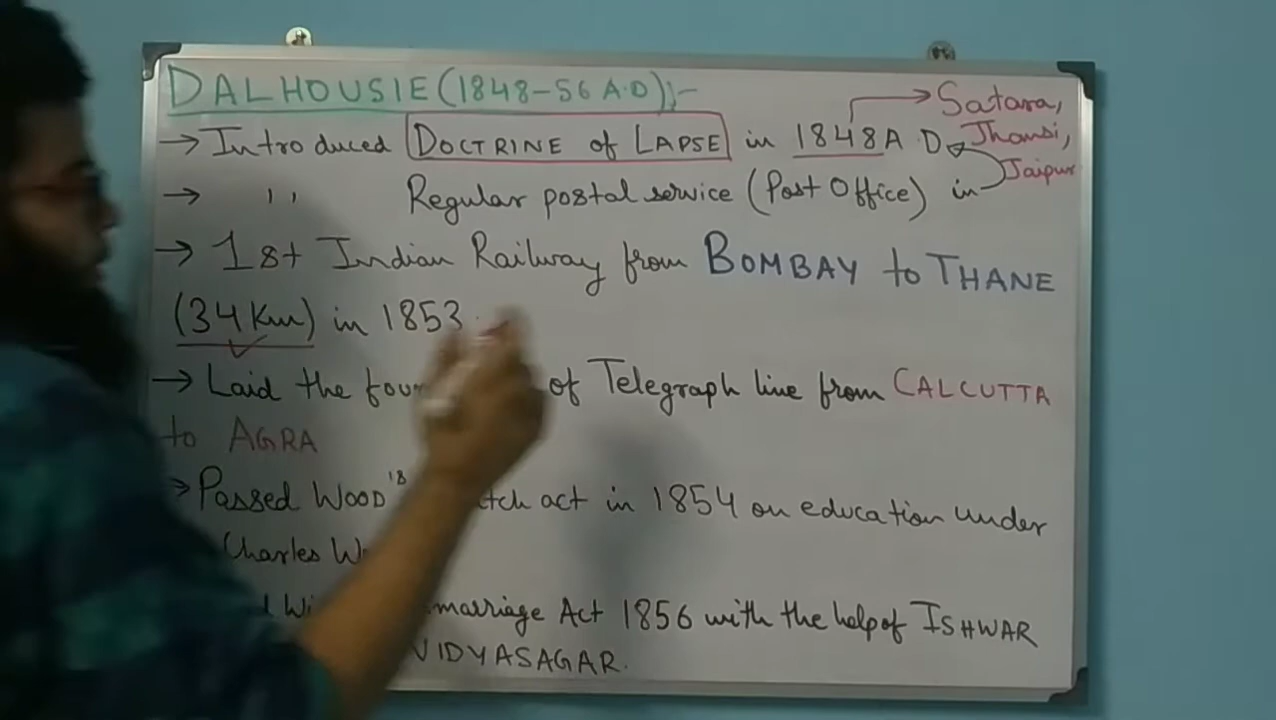 DALHOUSIE (1848-56 A.D):-
→ Introduced DOCTRINE of LAPSE in 1848 A.D → Satara, Jhansi, Jaipur
→ " Regular postal service (Post Office) in
→ 1st Indian Railway from BOMBAY to THANE
(34 Km) in 1853.
→ Laid the of Telegraph line from CALCUTTA
to AGRA
→ Passed WOOD's act in 1854 on education under
Charles
marriage Act 1856 with the help of ISHWAR
VIDYASAGAR.